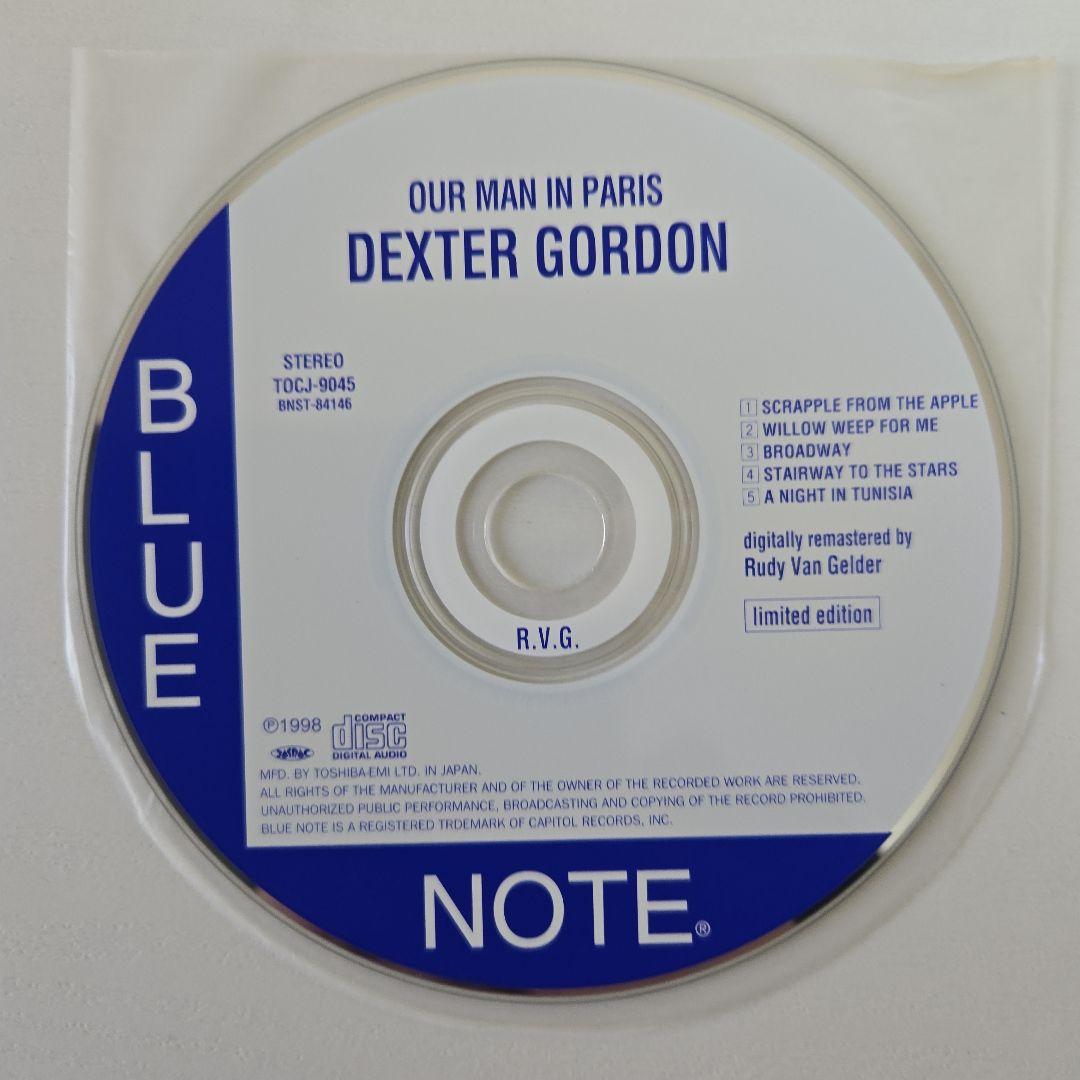 OUR MAN IN PARIS
DEXTER GORDON
BLUE
STEREO
TOCJ-9045
BNST-84146
1 SCRAPPLE FROM THE APPLE
2 WILLOW WEEP FOR ME
3 BROADWAY
4 STAIRWAY TO THE STARS
5 A NIGHT IN TUNISIA
digitally remastered by
Rudy Van Gelder
limited edition
R.V.G.
℗1998
COMPACT
disc
DIGITAL AUDIO
JASRAC
MFD. BY TOSHIBA-EMI LTD. IN JAPAN.
ALL RIGHTS OF THE MANUFACTURER AND OF THE OWNER OF THE RECORDED WORK ARE RESERVED.
UNAUTHORIZED PUBLIC PERFORMANCE, BROADCASTING AND COPYING OF THE RECORD PROHIBITED.
BLUE NOTE IS A REGISTERED TRDEMARK OF CAPITOL RECORDS, INC.
NOTE®